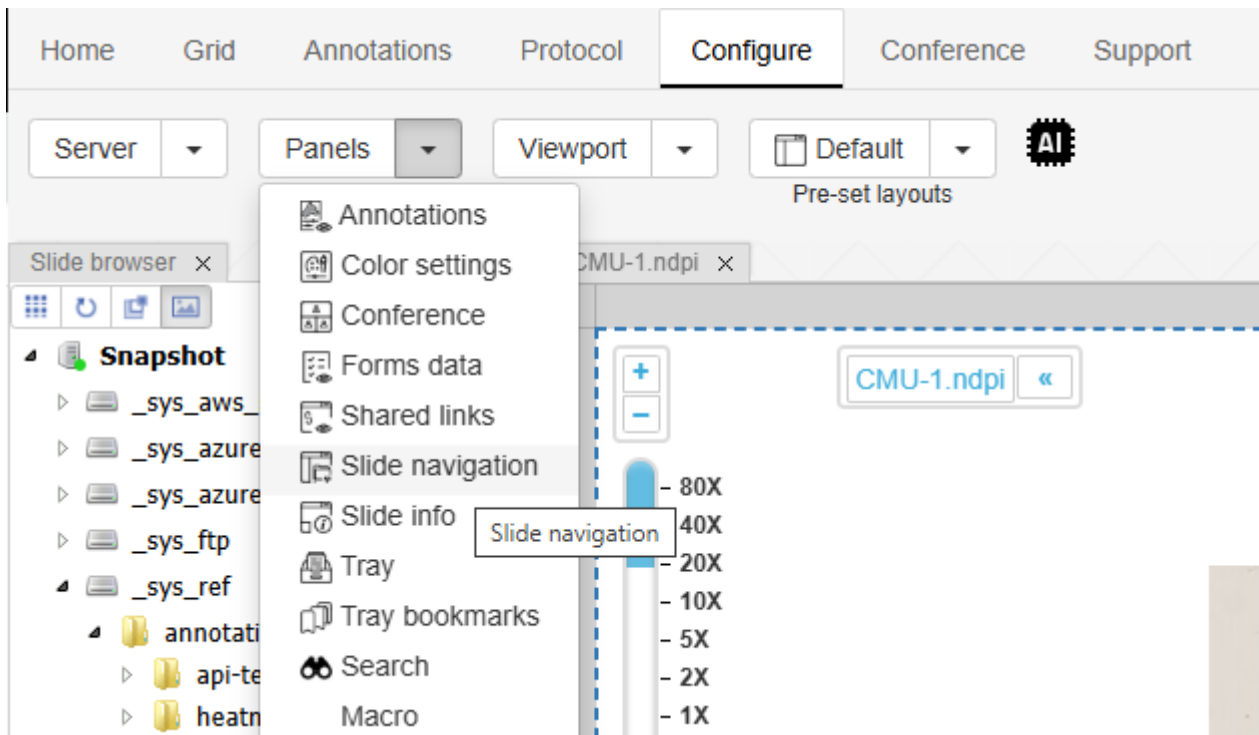 Home Grid Annotations Protocol Configure Conference Support
Server Panels Viewport Default AI
Pre-set layouts
Slide browser
CMU-1.ndpi
Annotations
Color settings
Conference
Forms data
Shared links
Slide navigation
Slide info
Tray
Tray bookmarks
Search
Macro
Slide navigation
Snapshot
_sys_aws_
_sys_azure
_sys_azure
_sys_ftp
_sys_ref
annotati
api-te
heatm
+
CMU-1.ndpi «
−
80X
40X
20X
10X
5X
2X
1X